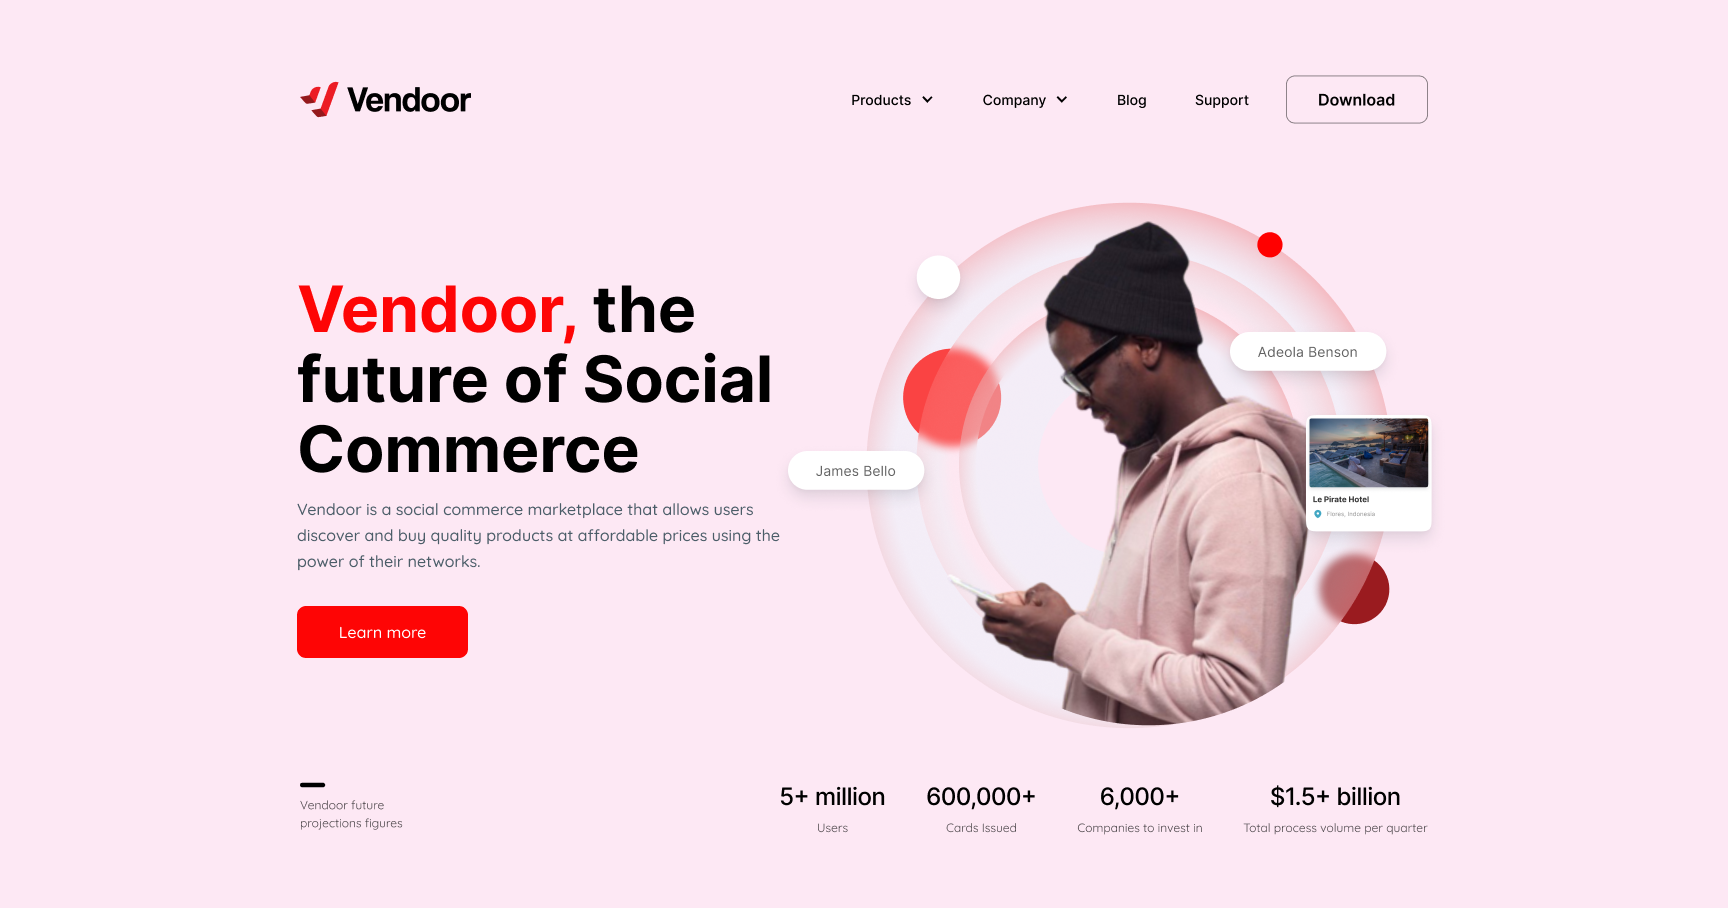 Vendoor
Products
Company
Blog
Support
Download
Vendoor, the
future of Social
Commerce
Vendoor is a social commerce marketplace that allows users
discover and buy quality products at affordable prices using the
power of their networks.
Learn more
Adeola Benson
James Bello
Le Pirate Hotel
Flores, Indonesia
Vendoor future
projections figures
5+ million
Users
600,000+
Cards Issued
6,000+
Companies to invest in
$1.5+ billion
Total process volume per quarter